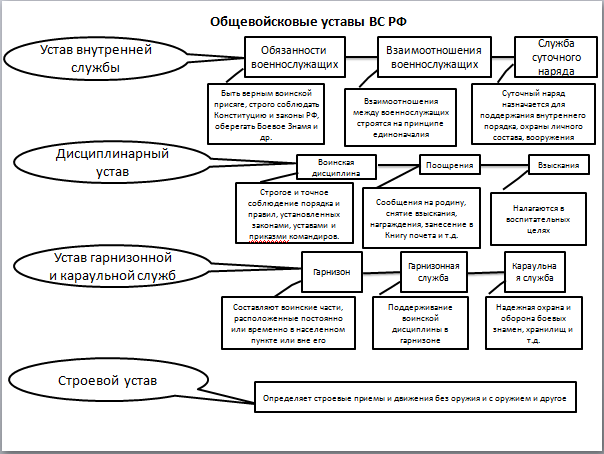 Общевойсковые уставы ВС РФ
Устав внутренней
службы
Обязанности
военнослужащих
Взаимоотношения
военнослужащих
Служба
суточного
наряда
Быть верным воинской
присяге, строго соблюдать
Конституцию и законы РФ,
оберегать боевое Знамя и
др.
Взаимоотношения
между военнослужащих
строятся на принципе
единоначалия
Суточный наряд
назначается для
поддержания внутреннего
порядка, охраны личного
состава, вооружения
Дисциплинарный
устав
Воинская
дисциплина
Поощрения
Взыскания
Строгое и точное
соблюдение порядка и
правил, установленных
законами, уставами и
приказми командиров.
Сообщения на родину,
снятие взыскания,
награждения, занесение в
Книгу почета и т.д.
Налагаются в
воспитательных
целях
Устав гарнизонной
и караульной служб
Гарнизон
Гарнизонная
служба
Караульна
я служба
Составляют воинские части,
расположенные постоянно
или временно в населенном
пункте или вне его
Поддерживание
воинской
дисциплины в
гарнизоне
Надежная охрана и
оборона боевых
знамен, хранилищ и
т.д.
Строевой устав
Определяет строевые приемы и движения без оружия и с оружием и другое